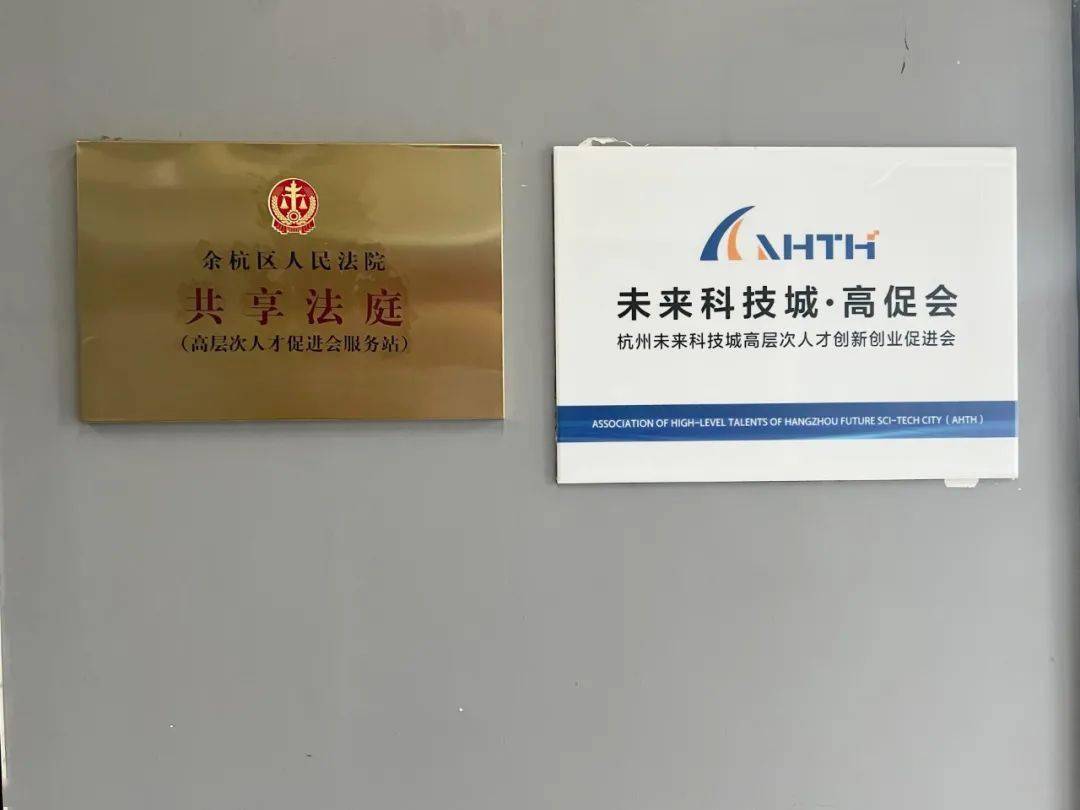 余杭区人民法院
共享法庭
（高层次人才促进会服务站）
AHTH
未来科技城·高促会
杭州未来科技城高层次人才创新创业促进会
ASSOCIATION OF HIGH-LEVEL TALENTS OF HANGZHOU FUTURE SCI-TECH CITY（AHTH）